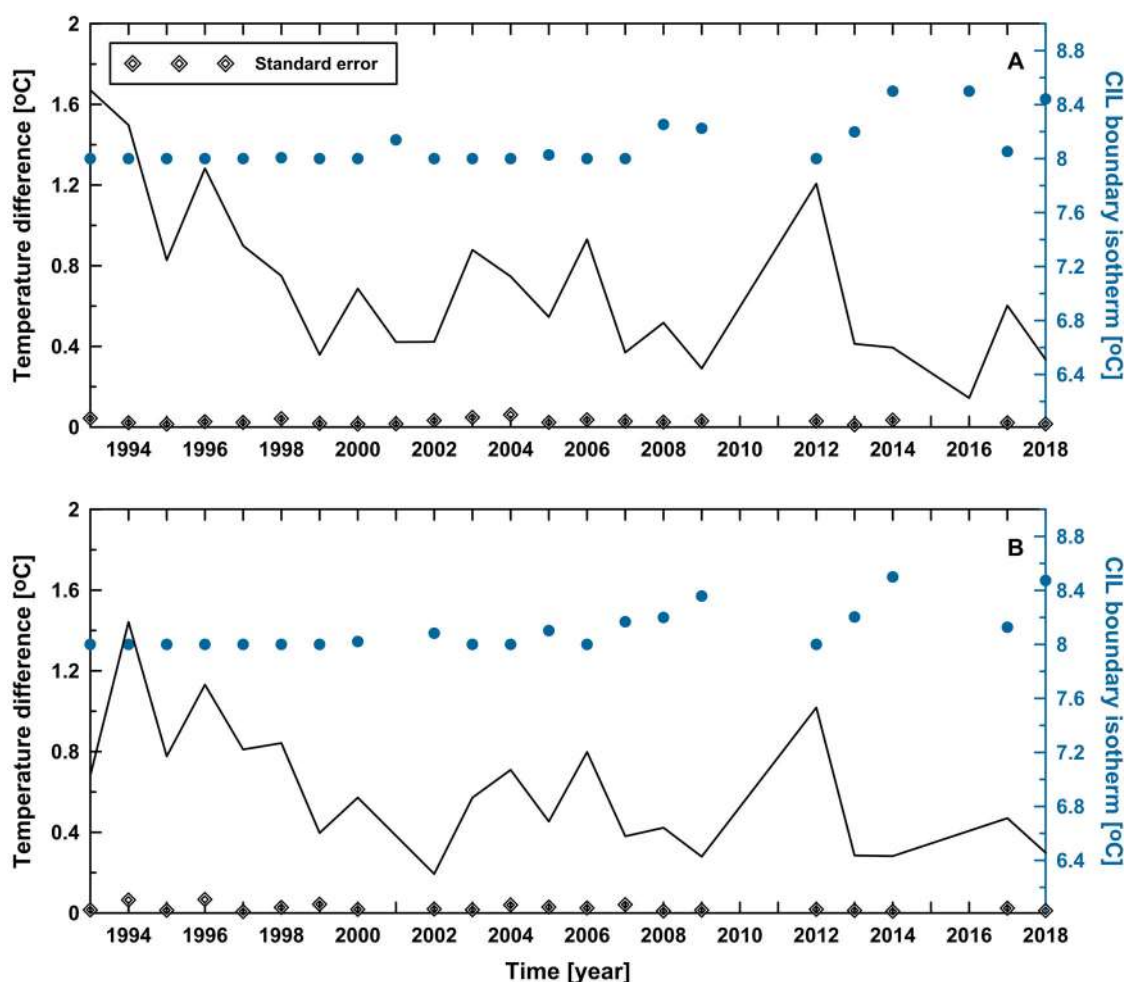 2
1.6
1.2
0.8
0.4
0
Temperature difference [ºC]
Standard error
A
8.8
8.4
8
7.6
7.2
6.8
6.4
CIL boundary isotherm [ºC]
1994 1996 1998 2000 2002 2004 2006 2008 2010 2012 2014 2016 2018
2
1.6
1.2
0.8
0.4
0
Temperature difference [ºC]
B
8.8
8.4
8
7.6
7.2
6.8
6.4
CIL boundary isotherm [ºC]
1994 1996 1998 2000 2002 2004 2006 2008 2010 2012 2014 2016 2018
Time [year]